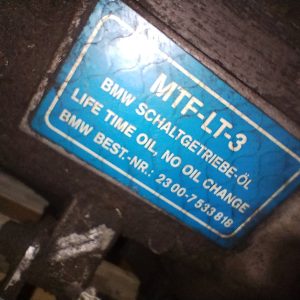 MTF-LT-3
BMW SCHALTGETRIEBE-ÖL
LIFE TIME OIL, NO OIL CHANGE
BMW BEST.-NR.: 23 00-7 533 818